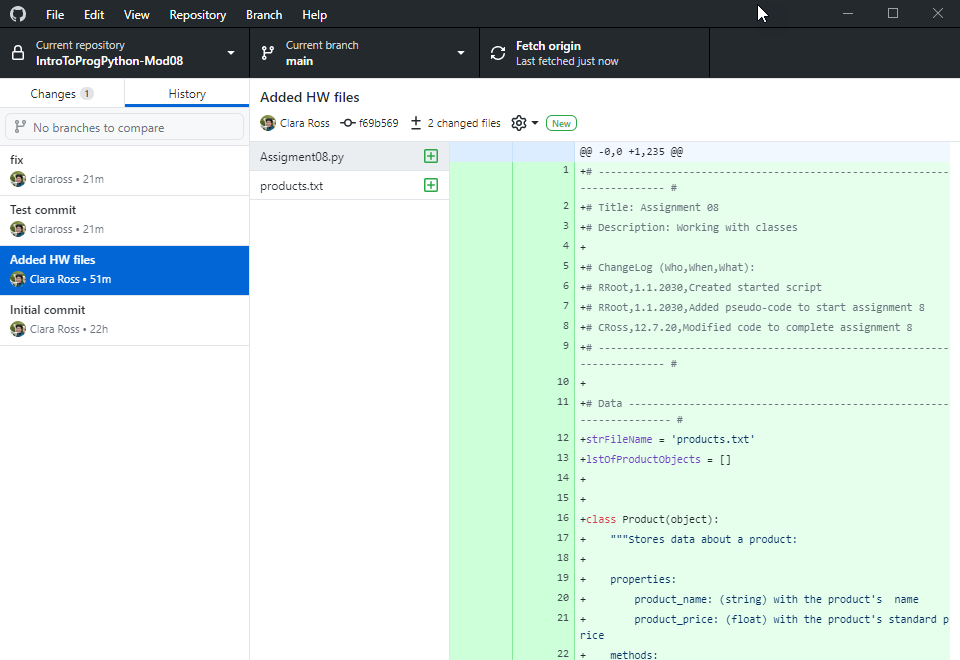 File Edit View Repository Branch Help
Current repository
IntroToProgPython-Mod08
Current branch
main
Fetch origin
Last fetched just now
Changes 1 History
No branches to compare
fix
claraross • 21m
Test commit
claraross • 21m
Added HW files
Clara Ross • 51m
Initial commit
Clara Ross • 22h
Added HW files
Clara Ross f69b569 2 changed files New
Assigment08.py
products.txt
@@ -0,0 +1,235 @@
1 +# ------------------------------------------------------------------------ #
2 +# Title: Assignment 08
3 +# Description: Working with classes
4 +
5 +# ChangeLog (Who,When,What):
6 +# RRoot,1.1.2030,Created started script
7 +# RRoot,1.1.2030,Added pseudo-code to start assignment 8
8 +# CRoss,12.7.20,Modified code to complete assignment 8
9 +# ------------------------------------------------------------------------ #
10 +
11 +# Data -------------------------------------------------------------------- #
12 +strFileName = 'products.txt'
13 +lstOfProductObjects = []
14 +
15 +
16 +class Product(object):
17 + """Stores data about a product:
18 +
19 + properties:
20 + product_name: (string) with the product's  name
21 + product_price: (float) with the product's standard p
rice
22 + methods: